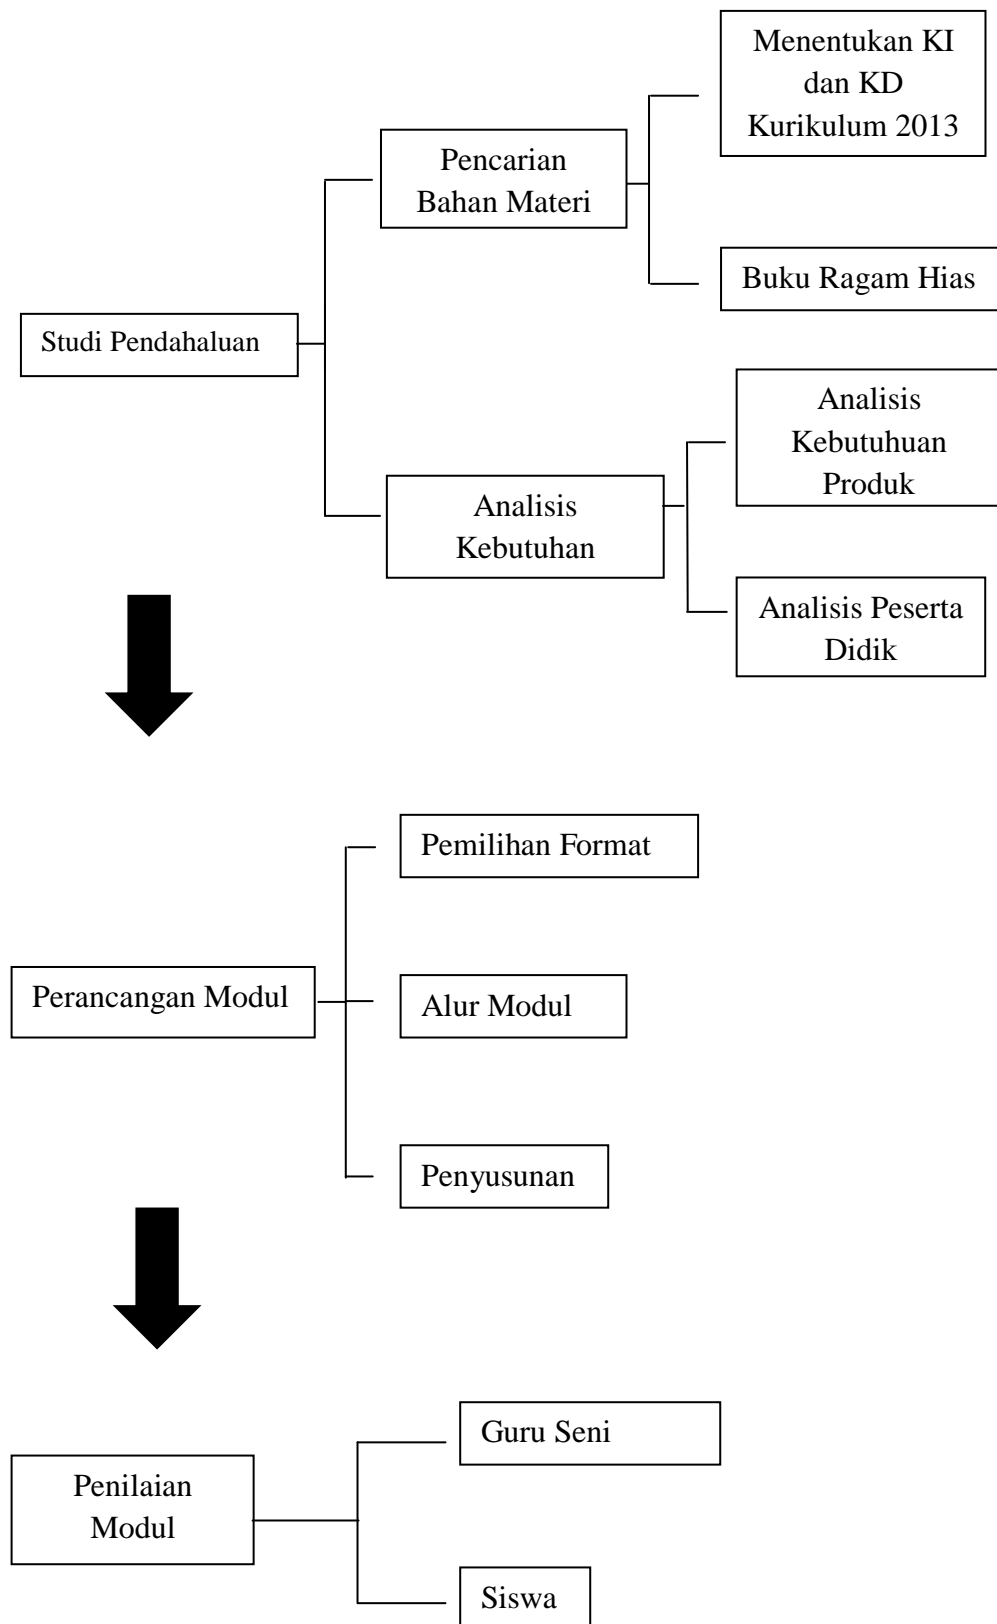 Menentukan KI
dan KD
Kurikulum 2013
Pencarian
Bahan Materi
Buku Ragam Hias
Studi Pendahaluan
Analisis
Kebutuhuan
Produk
Analisis
Kebutuhan
Analisis Peserta
Didik
Pemilihan Format
Perancangan Modul
Alur Modul
Penyusunan
Guru Seni
Penilaian
Modul
Siswa